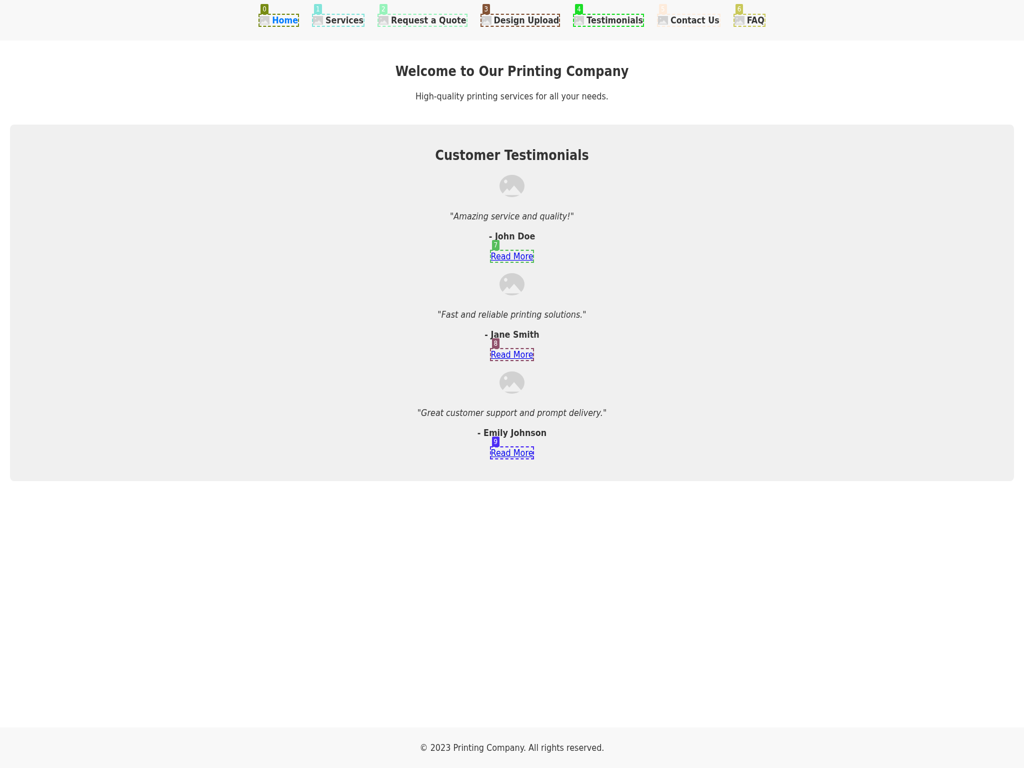 0 1 2 3 4 5 6
Home Services Request a Quote Design Upload Testimonials Contact Us FAQ
Welcome to Our Printing Company
High-quality printing services for all your needs.
Customer Testimonials
"Amazing service and quality!"
- John Doe
7
Read More
"Fast and reliable printing solutions."
- Jane Smith
8
Read More
"Great customer support and prompt delivery."
- Emily Johnson
9
Read More
© 2023 Printing Company. All rights reserved.